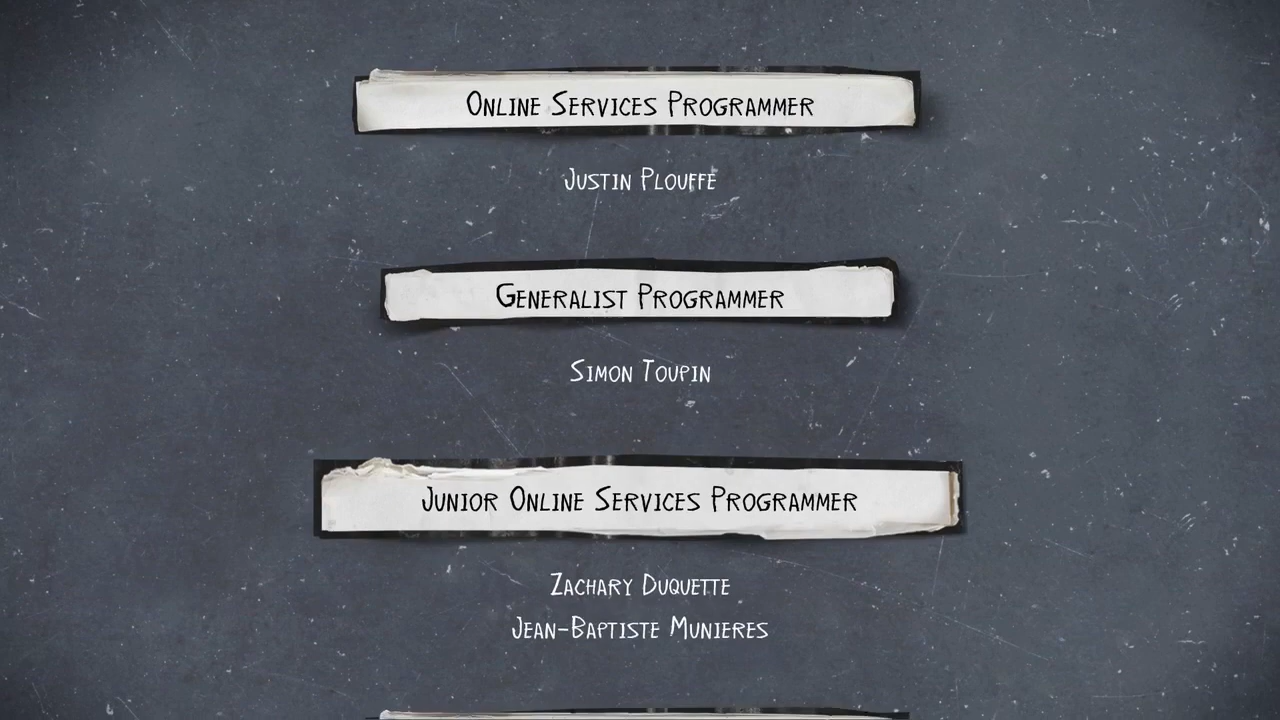 Online Services Programmer
Justin Plouffe
Generalist Programmer
Simon Toupin
Junior Online Services Programmer
Zachary Duquette
Jean-Baptiste Munieres